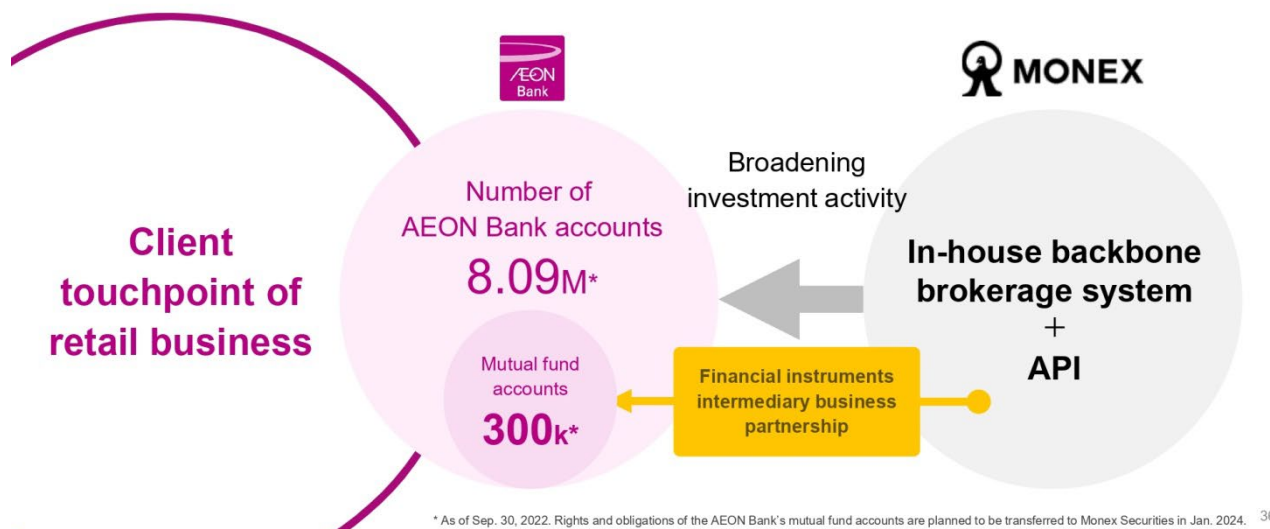 ÆON
Bank
MONEX
Client
touchpoint of
retail business
Number of
AEON Bank accounts
8.09M*
Mutual fund
accounts
300k*
Broadening
investment activity
Financial instruments
intermediary business
partnership
In-house backbone
brokerage system
+
API
* As of Sep. 30, 2022. Rights and obligations of the AEON Bank's mutual fund accounts are planned to be transferred to Monex Securities in Jan. 2024.